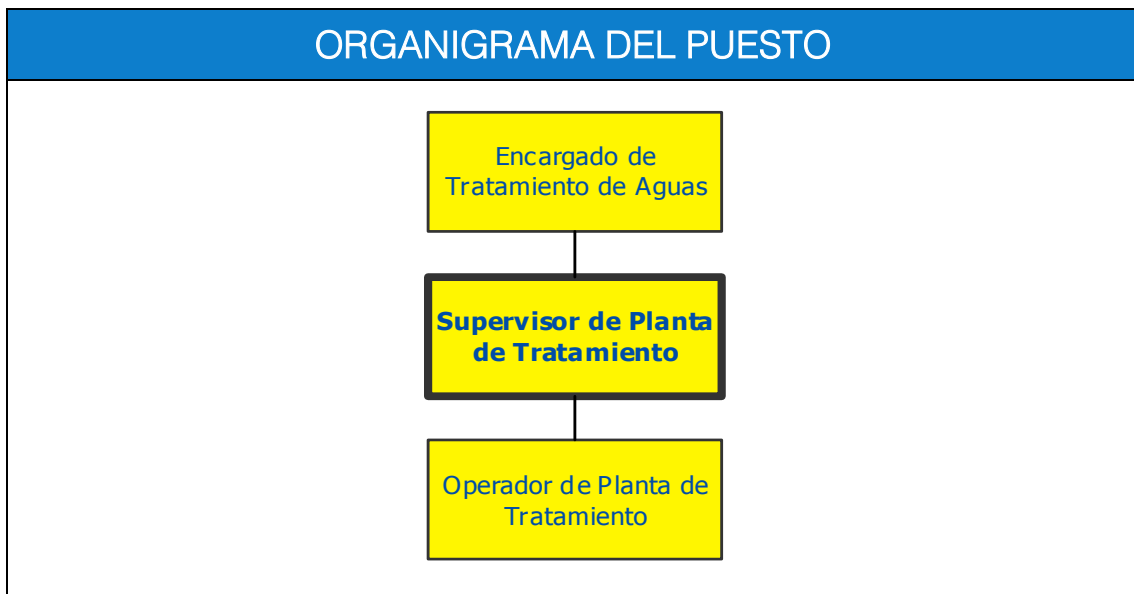 ORGANIGRAMA DEL PUESTO
Encargado de
Tratamiento de Aguas
Supervisor de Planta
de Tratamiento
Operador de Planta de
Tratamiento